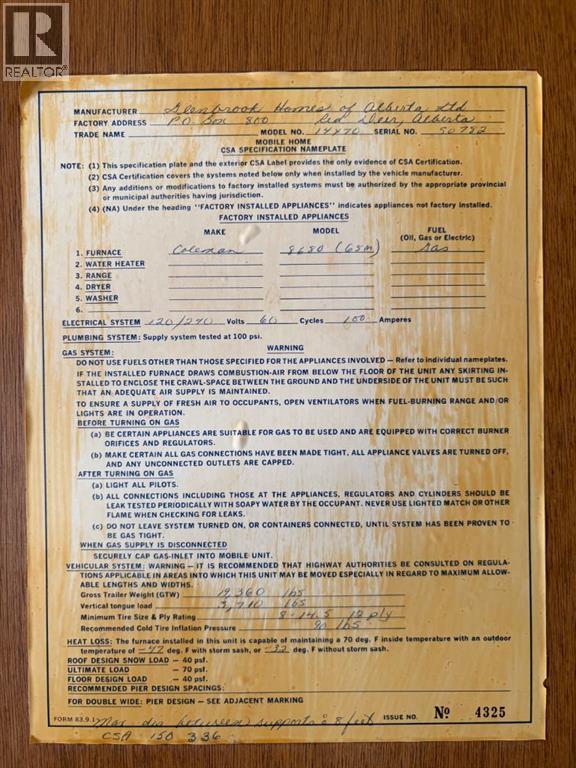 R
REALTOR®
MANUFACTURER Glenbrook Homes of Alberta Ltd
FACTORY ADDRESS P.O. Box 800 Red Deer, Alberta
TRADE NAME MODEL NO. 14X70 SERIAL NO. S0782
MOBILE HOME
CSA SPECIFICATION NAMEPLATE
NOTE: (1) This specification plate and the exterior CSA Label provides the only evidence of CSA Certification.
(2) CSA Certification covers the systems noted below only when installed by the vehicle manufacturer.
(3) Any additions or modifications to factory installed systems must be authorized by the appropriate provincial
or municipal authorities having jurisdiction.
(4) (NA) Under the heading "FACTORY INSTALLED APPLIANCES" indicates appliances not factory installed.
FACTORY INSTALLED APPLIANCES
MAKE MODEL FUEL
(Oil, Gas or Electric)
1. FURNACE Coleman 8680 (65m) Gas
2. WATER HEATER
3. RANGE
4. DRYER
5. WASHER
6.
ELECTRICAL SYSTEM 120/240 Volts 60 Cycles 100 Amperes
PLUMBING SYSTEM: Supply system tested at 100 psi.
WARNING
GAS SYSTEM:
DO NOT USE FUELS OTHER THAN THOSE SPECIFIED FOR THE APPLIANCES INVOLVED — Refer to individual nameplates.
IF THE INSTALLED FURNACE DRAWS COMBUSTION-AIR FROM BELOW THE FLOOR OF THE UNIT ANY SKIRTING IN-
STALLED TO ENCLOSE THE CRAWL-SPACE BETWEEN THE GROUND AND THE UNDERSIDE OF THE UNIT MUST BE SUCH
THAT AN ADEQUATE AIR SUPPLY IS MAINTAINED.
TO ENSURE A SUPPLY OF FRESH AIR TO OCCUPANTS, OPEN VENTILATORS WHEN FUEL-BURNING RANGE AND/OR
LIGHTS ARE IN OPERATION.
BEFORE TURNING ON GAS
(a) BE CERTAIN APPLIANCES ARE SUITABLE FOR GAS TO BE USED AND ARE EQUIPPED WITH CORRECT BURNER
ORIFICES AND REGULATORS.
(b) MAKE CERTAIN ALL GAS CONNECTIONS HAVE BEEN MADE TIGHT, ALL APPLIANCE VALVES ARE TURNED OFF,
AND ANY UNCONNECTED OUTLETS ARE CAPPED.
AFTER TURNING ON GAS
(a) LIGHT ALL PILOTS.
(b) ALL CONNECTIONS INCLUDING THOSE AT THE APPLIANCES, REGULATORS AND CYLINDERS SHOULD BE
LEAK TESTED PERIODICALLY WITH SOAPY WATER BY THE OCCUPANT. NEVER USE LIGHTED MATCH OR OTHER
FLAME WHEN CHECKING FOR LEAKS.
(c) DO NOT LEAVE SYSTEM TURNED ON, OR CONTAINERS CONNECTED, UNTIL SYSTEM HAS BEEN PROVEN TO
BE GAS TIGHT.
WHEN GAS SUPPLY IS DISCONNECTED
SECURELY CAP GAS-INLET INTO MOBILE UNIT.
VEHICULAR SYSTEM: WARNING — IT IS RECOMMENDED THAT HIGHWAY AUTHORITIES BE CONSULTED ON REGULA-
TIONS APPLICABLE IN AREAS INTO WHICH THIS UNIT MAY BE MOVED ESPECIALLY IN REGARD TO MAXIMUM ALLOW-
ABLE LENGTHS AND WIDTHS.
Gross Trailer Weight (GTW) 19,360 lbs
Vertical tongue load 3,710 lbs
Minimum Tire Size & Ply Rating 8-14.5 12 ply
Recommended Cold Tire Inflation Pressure 90 lbs
HEAT LOSS: The furnace installed in this unit is capable of maintaining a 70 deg. F inside temperature with an outdoor
temperature of -47 deg. F with storm sash, or -32 deg. F without storm sash.
ROOF DESIGN SNOW LOAD — 40 psf.
ULTIMATE LOAD — 70 psf.
FLOOR DESIGN LOAD — 40 psf.
RECOMMENDED PIER DESIGN SPACINGS:
FOR DOUBLE WIDE: PIER DESIGN — SEE ADJACENT MARKING
FORM 83.9.1 Max dis between supports 8 feet ISSUE NO. Nº 4325
CSA 150 336